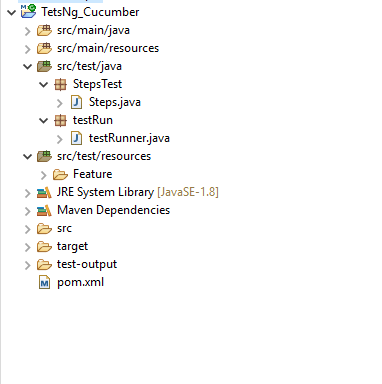 TetsNg_Cucumber
src/main/java
src/main/resources
src/test/java
StepsTest
Steps.java
testRun
testRunner.java
src/test/resources
Feature
JRE System Library [JavaSE-1.8]
Maven Dependencies
src
target
test-output
pom.xml